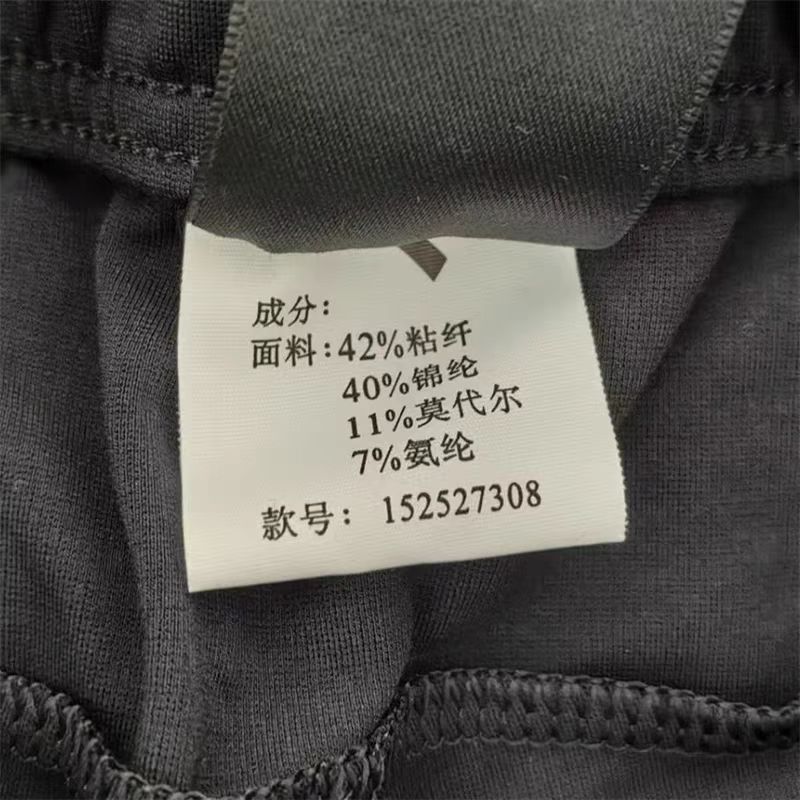 成分：
面料：42%粘纤
40%锦纶
11%莫代尔
7%氨纶
款号：152527308